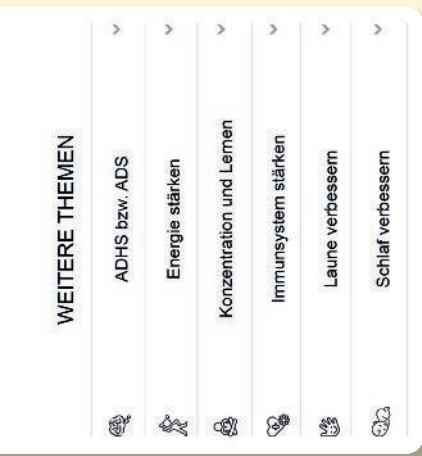 WEITERE THEMEN
ADHS bzw. ADS
Energie stärken
Konzentration und Lernen
Immunsystem stärken
Laune verbessern
Schlaf verbessern